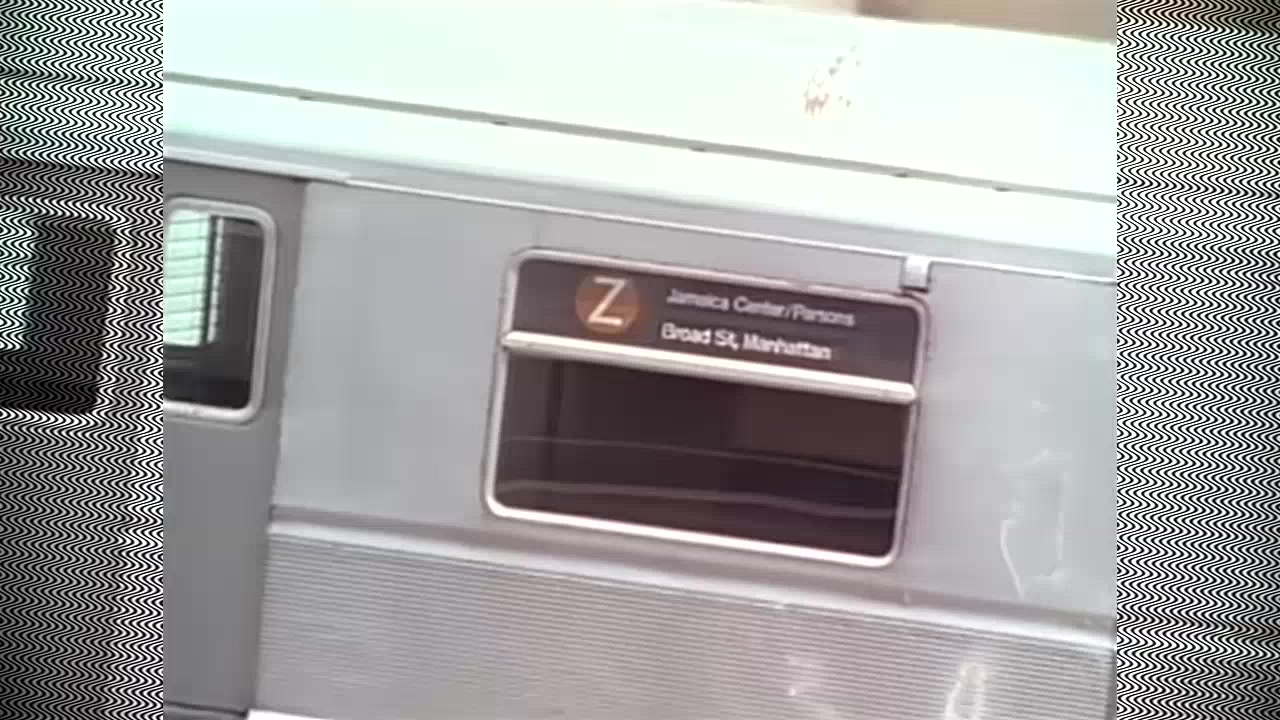 Z
Jamaica Center/Parsons
Broad St, Manhattan